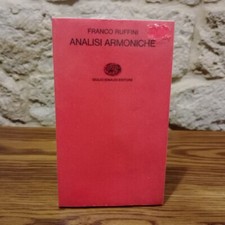 FRANCO RUFFINI
ANALISI ARMONICHE